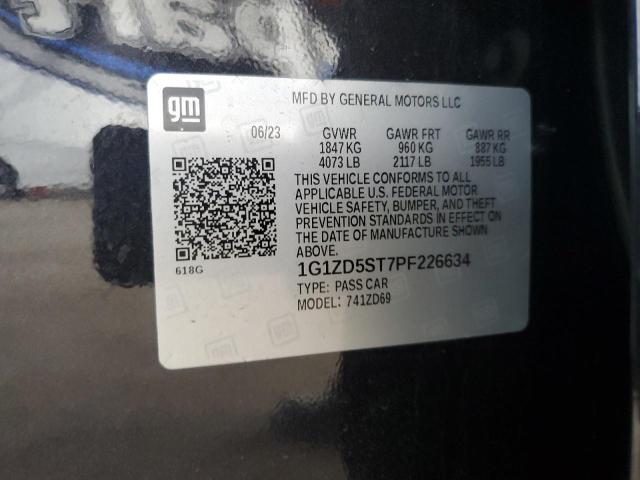 gm
MFD BY GENERAL MOTORS LLC
06/23 GVWR GAWR FRT GAWR RR
1847 KG 960 KG 887 KG
4073 LB 2117 LB 1955 LB
THIS VEHICLE CONFORMS TO ALL
APPLICABLE U.S. FEDERAL MOTOR
VEHICLE SAFETY, BUMPER, AND THEFT
PREVENTION STANDARDS IN EFFECT ON
THE DATE OF MANUFACTURE SHOWN
ABOVE.
618G
1G1ZD5ST7PF226634
TYPE: PASS CAR
MODEL: 741ZD69